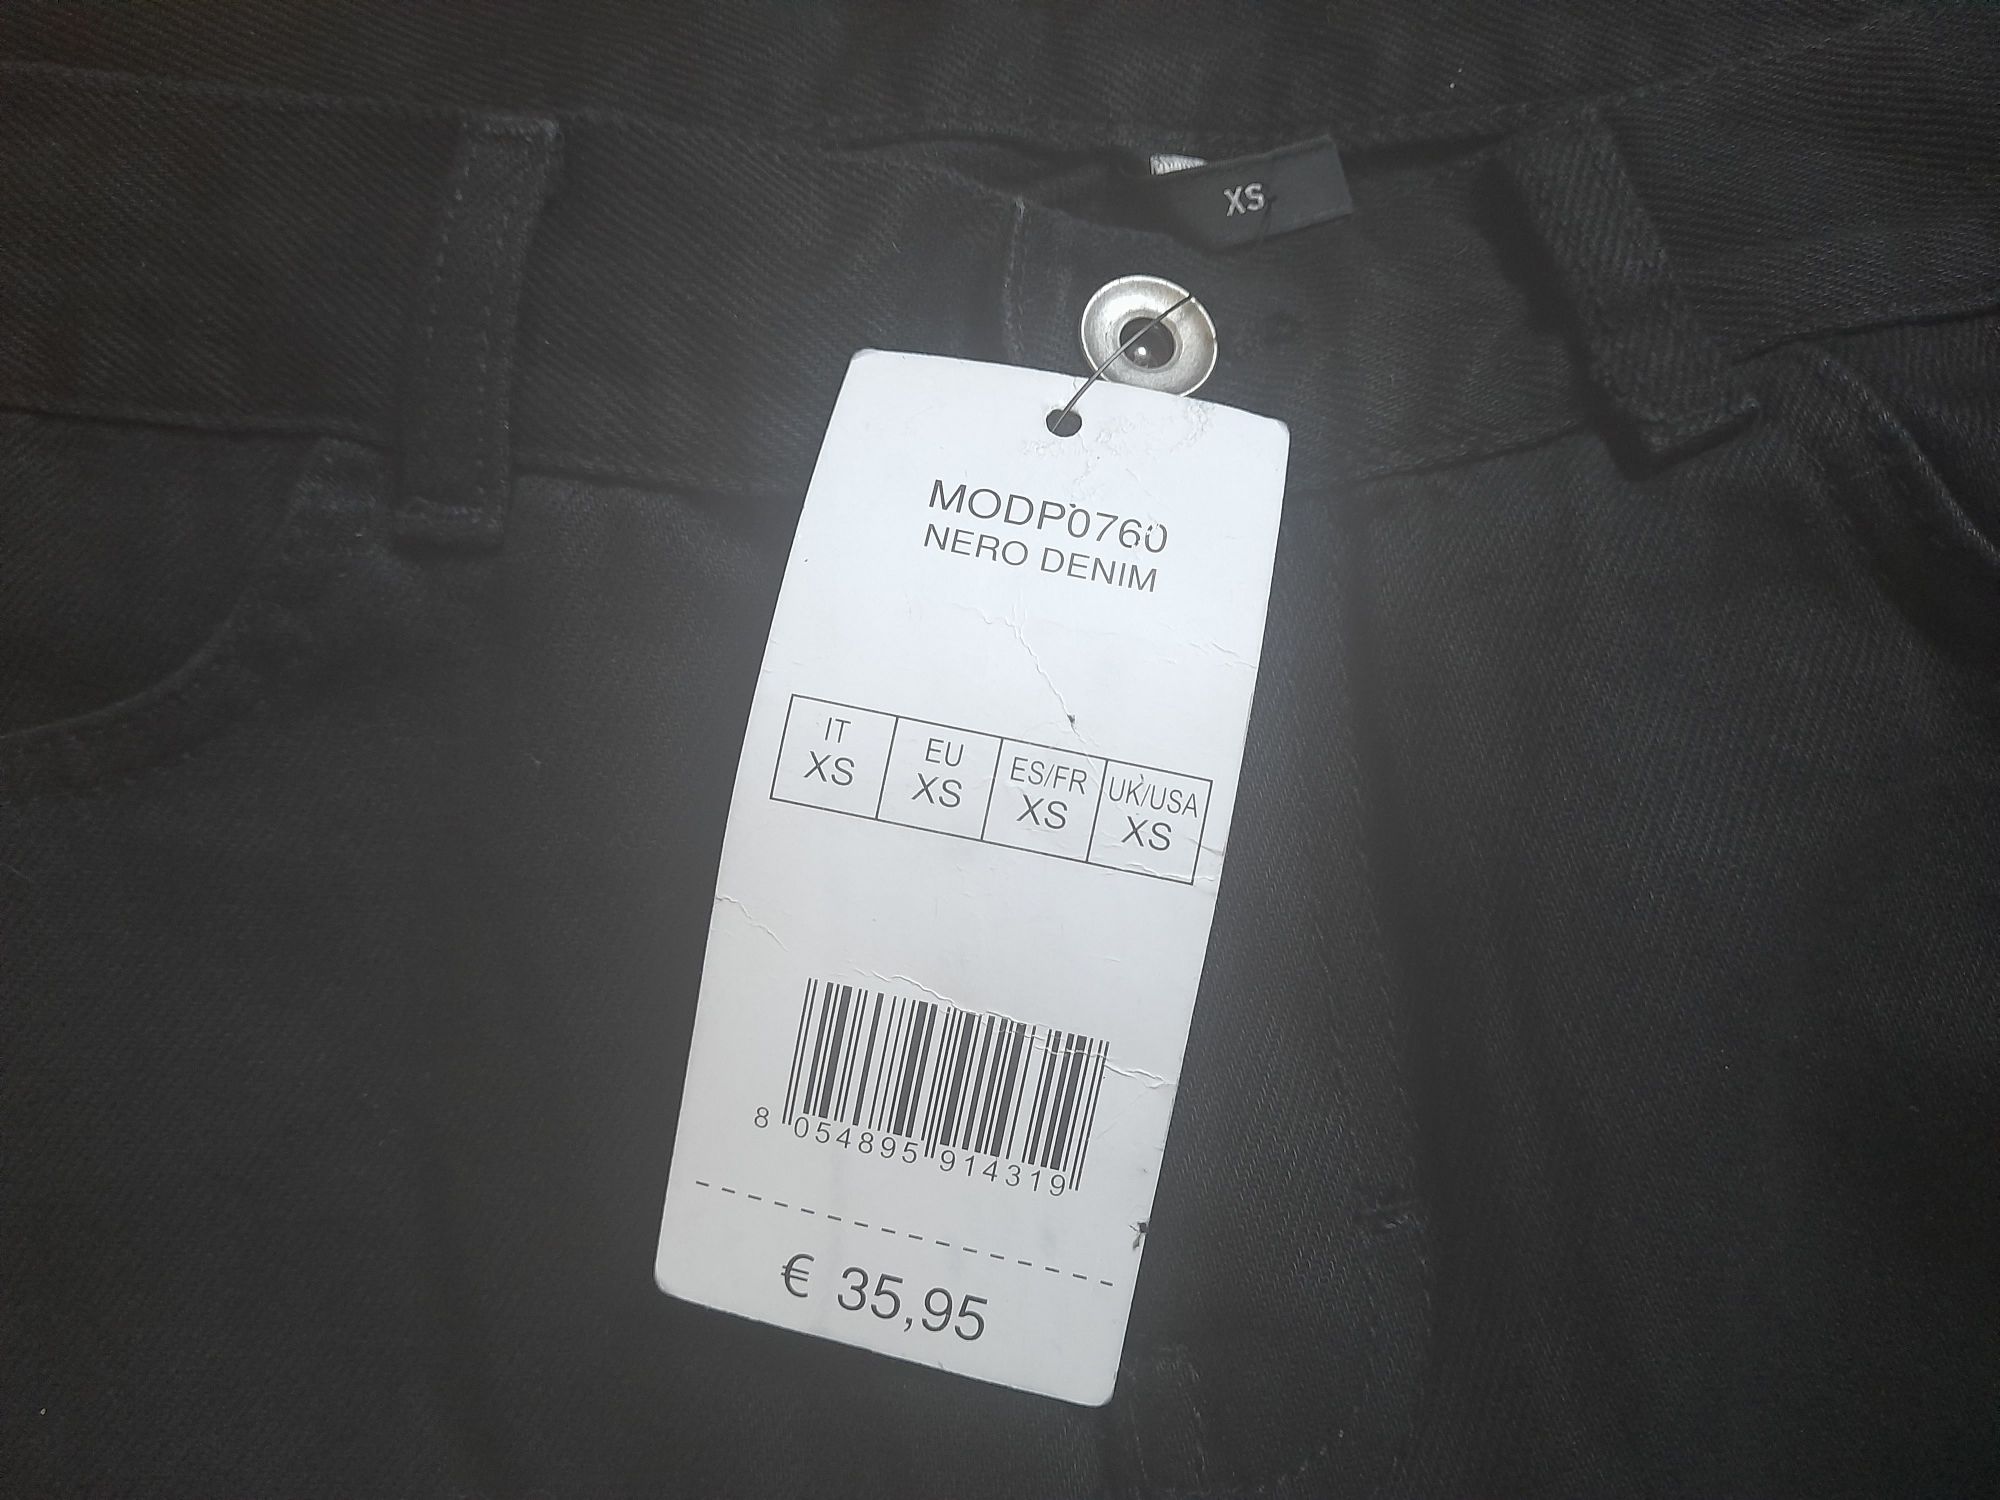 XS
MODP0760
NERO DENIM
IT EU ES/FR UK/USA
XS XS XS XS
8 054895 914319
€ 35,95